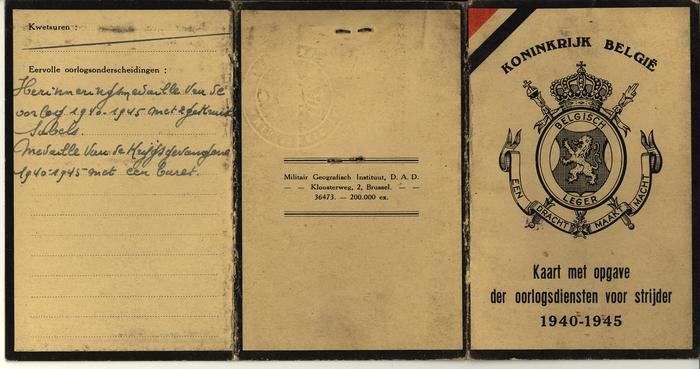 Kwetsuren :
Eervolle oorlogsonderscheidingen :
Herinneringsmedaille van de
oorlog 1940-1945 met 2 gekruiste
Sabels.
Medaille van de Krijgsgevangene
1940-1945 met een Baret.
Militair Geografisch Instituut, D. A. D.
— — Kloosterweg, 2, Brussel. — —
36473. — 200.000 ex.
KONINKRIJK BELGIË
BELGISCH
LEGER
EEN DRACHT MAAKT MACHT
Kaart met opgave
der oorlogsdiensten voor strijder
1940-1945